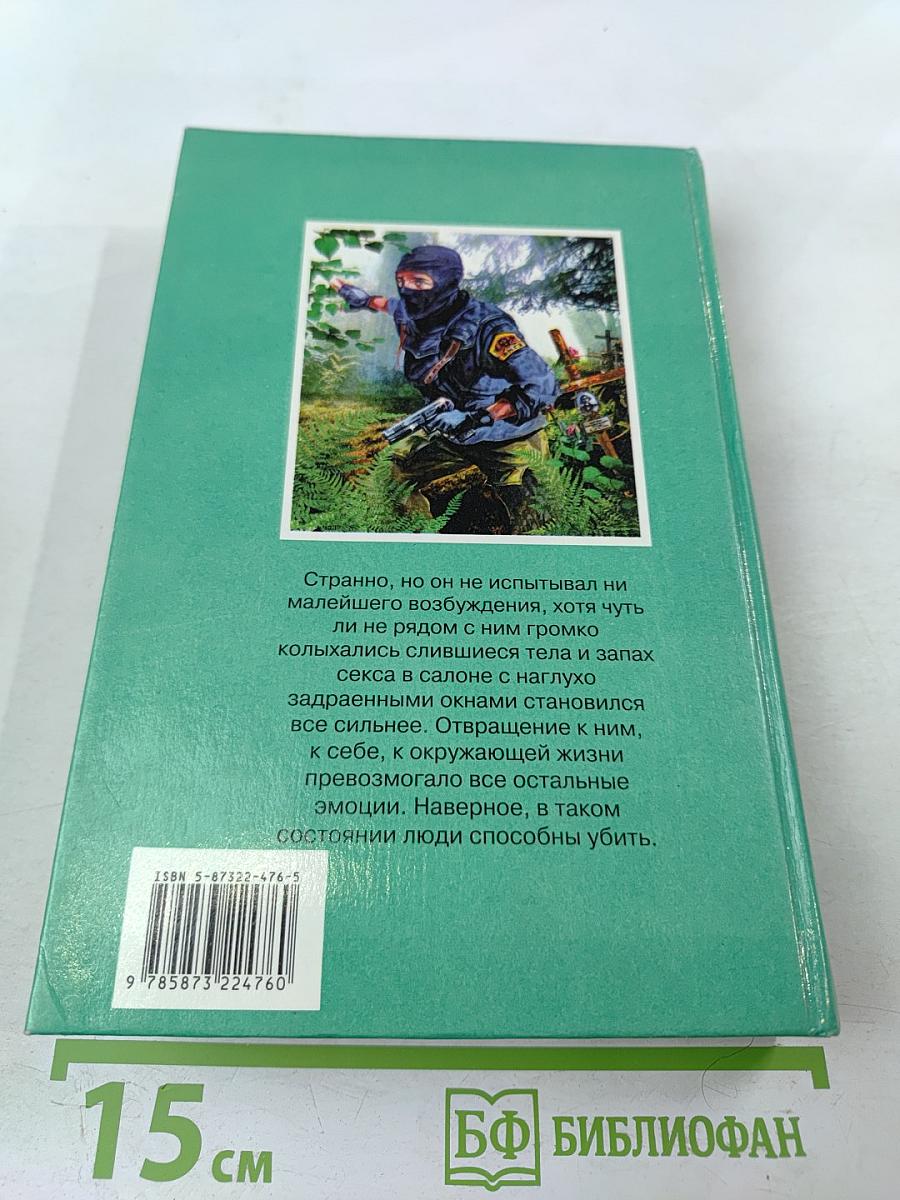 Странно, но он не испытывал ни
малейшего возбуждения, хотя чуть
ли не рядом с ним громко
колыхались слившиеся тела и запах
секса в салоне с наглухо
задраенными окнами становился
все сильнее. Отвращение к ним,
к себе, к окружающей жизни
превозмогало все остальные
эмоции. Наверное, в таком
состоянии люди способны убить.
ISBN 5-87322-476-5
9 785873 224760
15 см
БФ БИБЛИОФАН